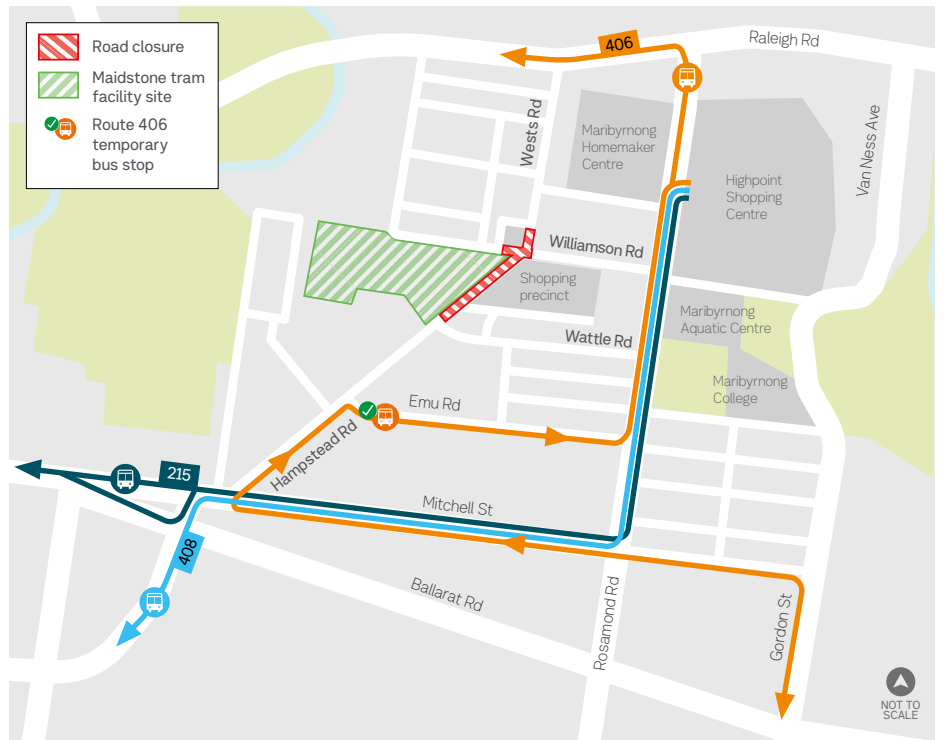 Road closure
Maidstone tram
facility site
Route 406
temporary
bus stop
406
Raleigh Rd
Wests Rd
Maribyrnong
Homemaker
Centre
Van Ness Ave
Highpoint
Shopping
Centre
Williamson Rd
Shopping
precinct
Maribyrnong
Aquatic Centre
Wattle Rd
Maribyrnong
College
Emu Rd
Hampstead Rd
215
Mitchell St
408
Ballarat Rd
Rosamond Rd
Gordon St
NOT TO
SCALE